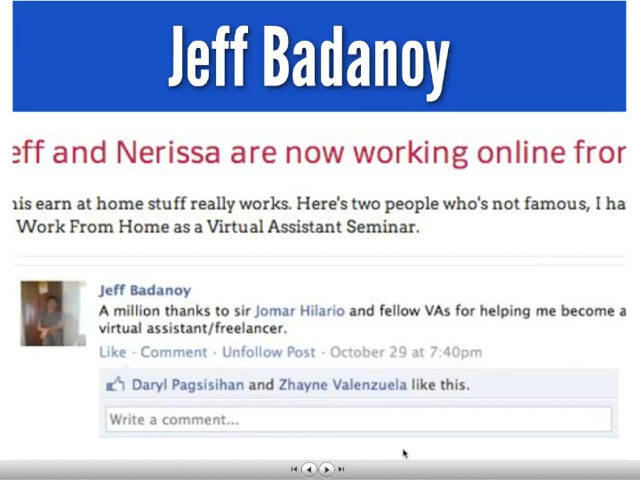 Jeff Badanoy
eff and Nerissa are now working online fror
his earn at home stuff really works. Here's two people who's not famous, I ha
Work From Home as a Virtual Assistant Seminar.
Jeff Badanoy
A million thanks to sir Jomar Hilario and fellow VAs for helping me become a
virtual assistant/freelancer.
Like · Comment · Unfollow Post · October 29 at 7:40pm
Daryl Pagsisihan and Zhayne Valenzuela like this.
Write a comment...